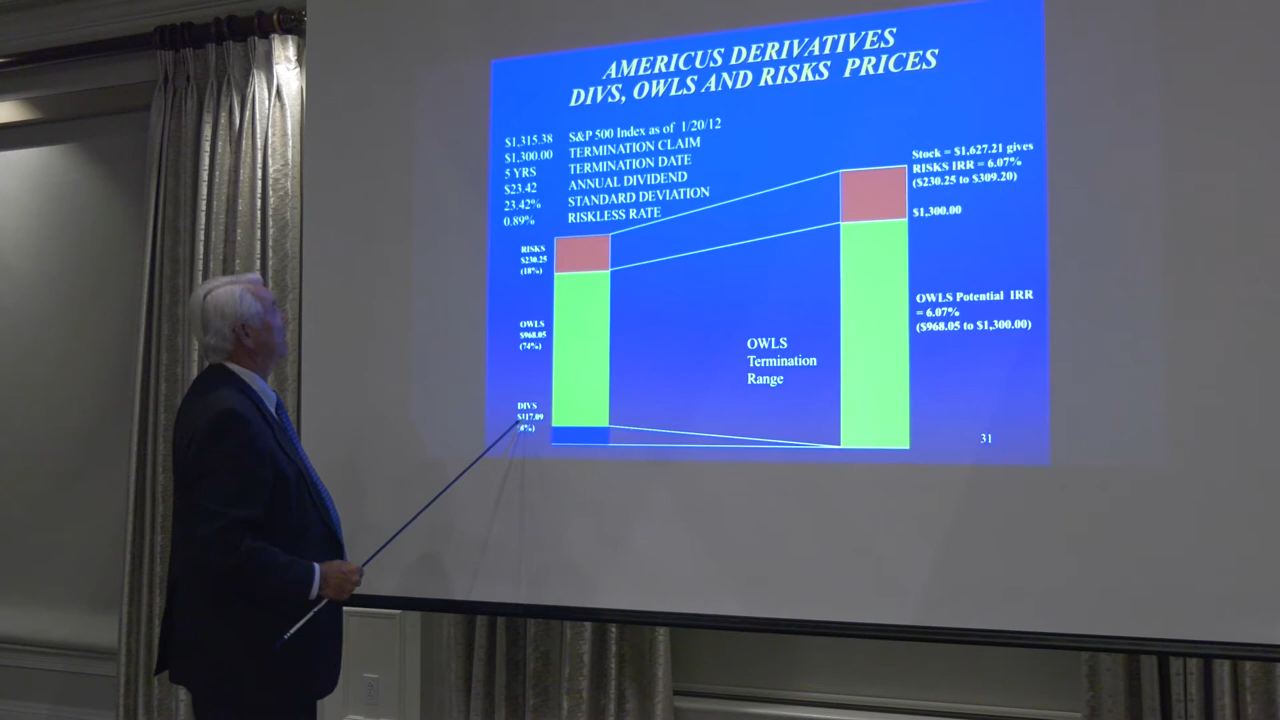 AMERICUS DERIVATIVES
DIVS, OWLS AND RISKS PRICES
$1,315.38 S&P 500 Index as of 1/20/12
$1,300.00 TERMINATION CLAIM
5 YRS TERMINATION DATE
$23.42 ANNUAL DIVIDEND
23.42% STANDARD DEVIATION
0.89% RISKLESS RATE
RISKS
$230.25
(18%)
OWLS
$968.05
(74%)
DIVS
$117.09
(8%)
OWLS
Termination
Range
Stock = $1,627.21 gives
RISKS IRR = 6.07%
($230.25 to $309.20)
$1,300.00
OWLS Potential IRR
= 6.07%
($968.05 to $1,300.00)
31